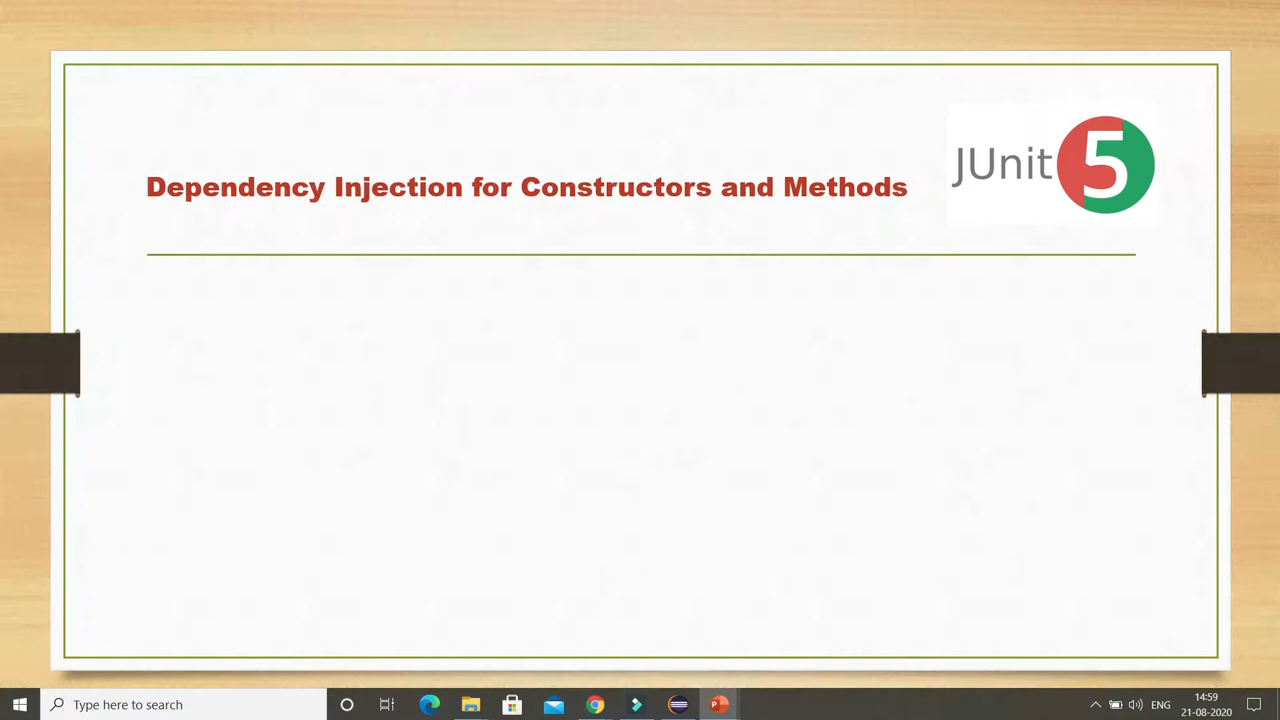 JUnit 5
Dependency Injection for Constructors and Methods
Type here to search
ENG
14:59
21-08-2020